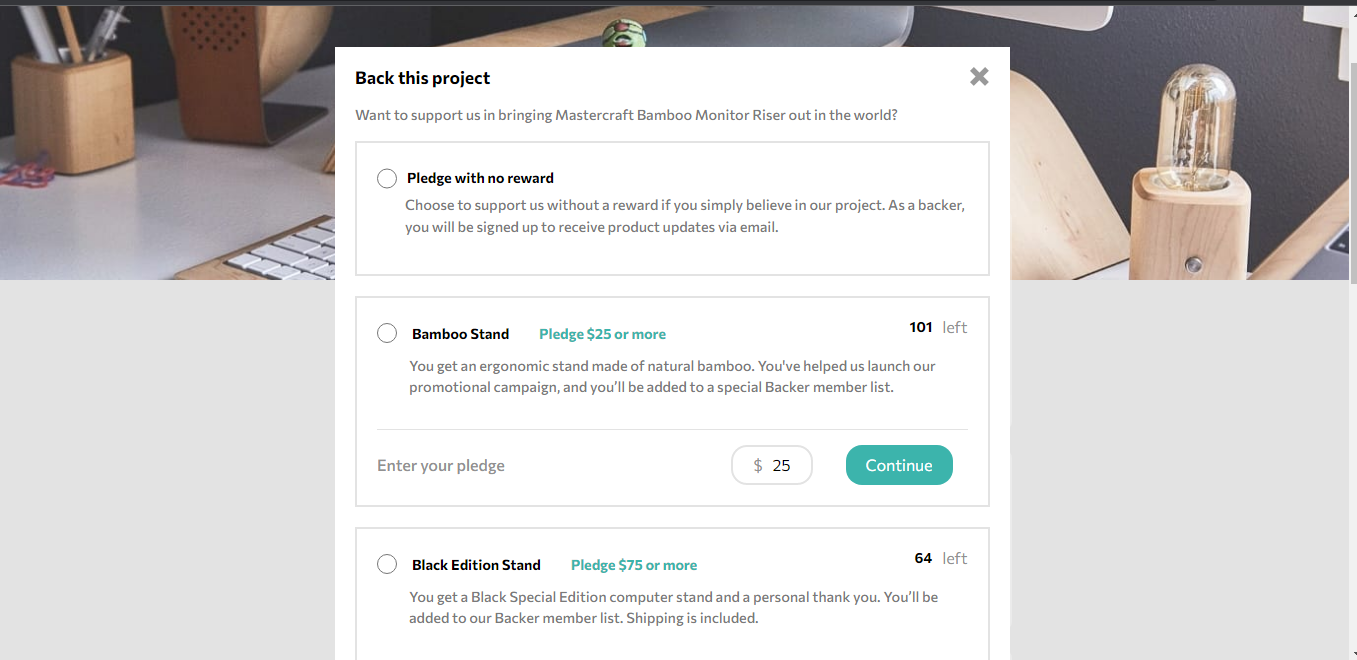 Back this project
Want to support us in bringing Mastercraft Bamboo Monitor Riser out in the world?
Pledge with no reward
Choose to support us without a reward if you simply believe in our project. As a backer,
you will be signed up to receive product updates via email.
Bamboo Stand Pledge $25 or more 101 left
You get an ergonomic stand made of natural bamboo. You've helped us launch our
promotional campaign, and you’ll be added to a special Backer member list.
Enter your pledge $ 25 Continue
Black Edition Stand Pledge $75 or more 64 left
You get a Black Special Edition computer stand and a personal thank you. You’ll be
added to our Backer member list. Shipping is included.